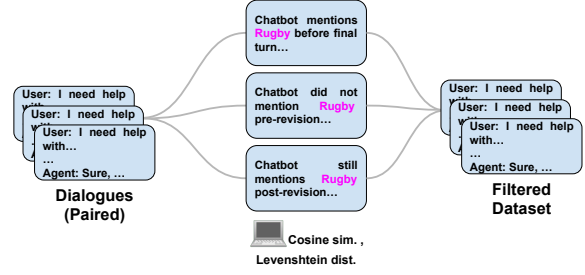 User: I need help
with...
User: I need help
with...
User: I need help
with...
...
Agent: Sure, ...
Dialogues
(Paired)
Chatbot mentions
Rugby before final
turn...
Chatbot did not
mention Rugby
pre-revision...
Chatbot still
mentions Rugby
post-revision...
Cosine sim. ,
Levenshtein dist.
User: I need help
User: I need help
User: I need help
with...
...
Agent: Sure, ...
Filtered
Dataset